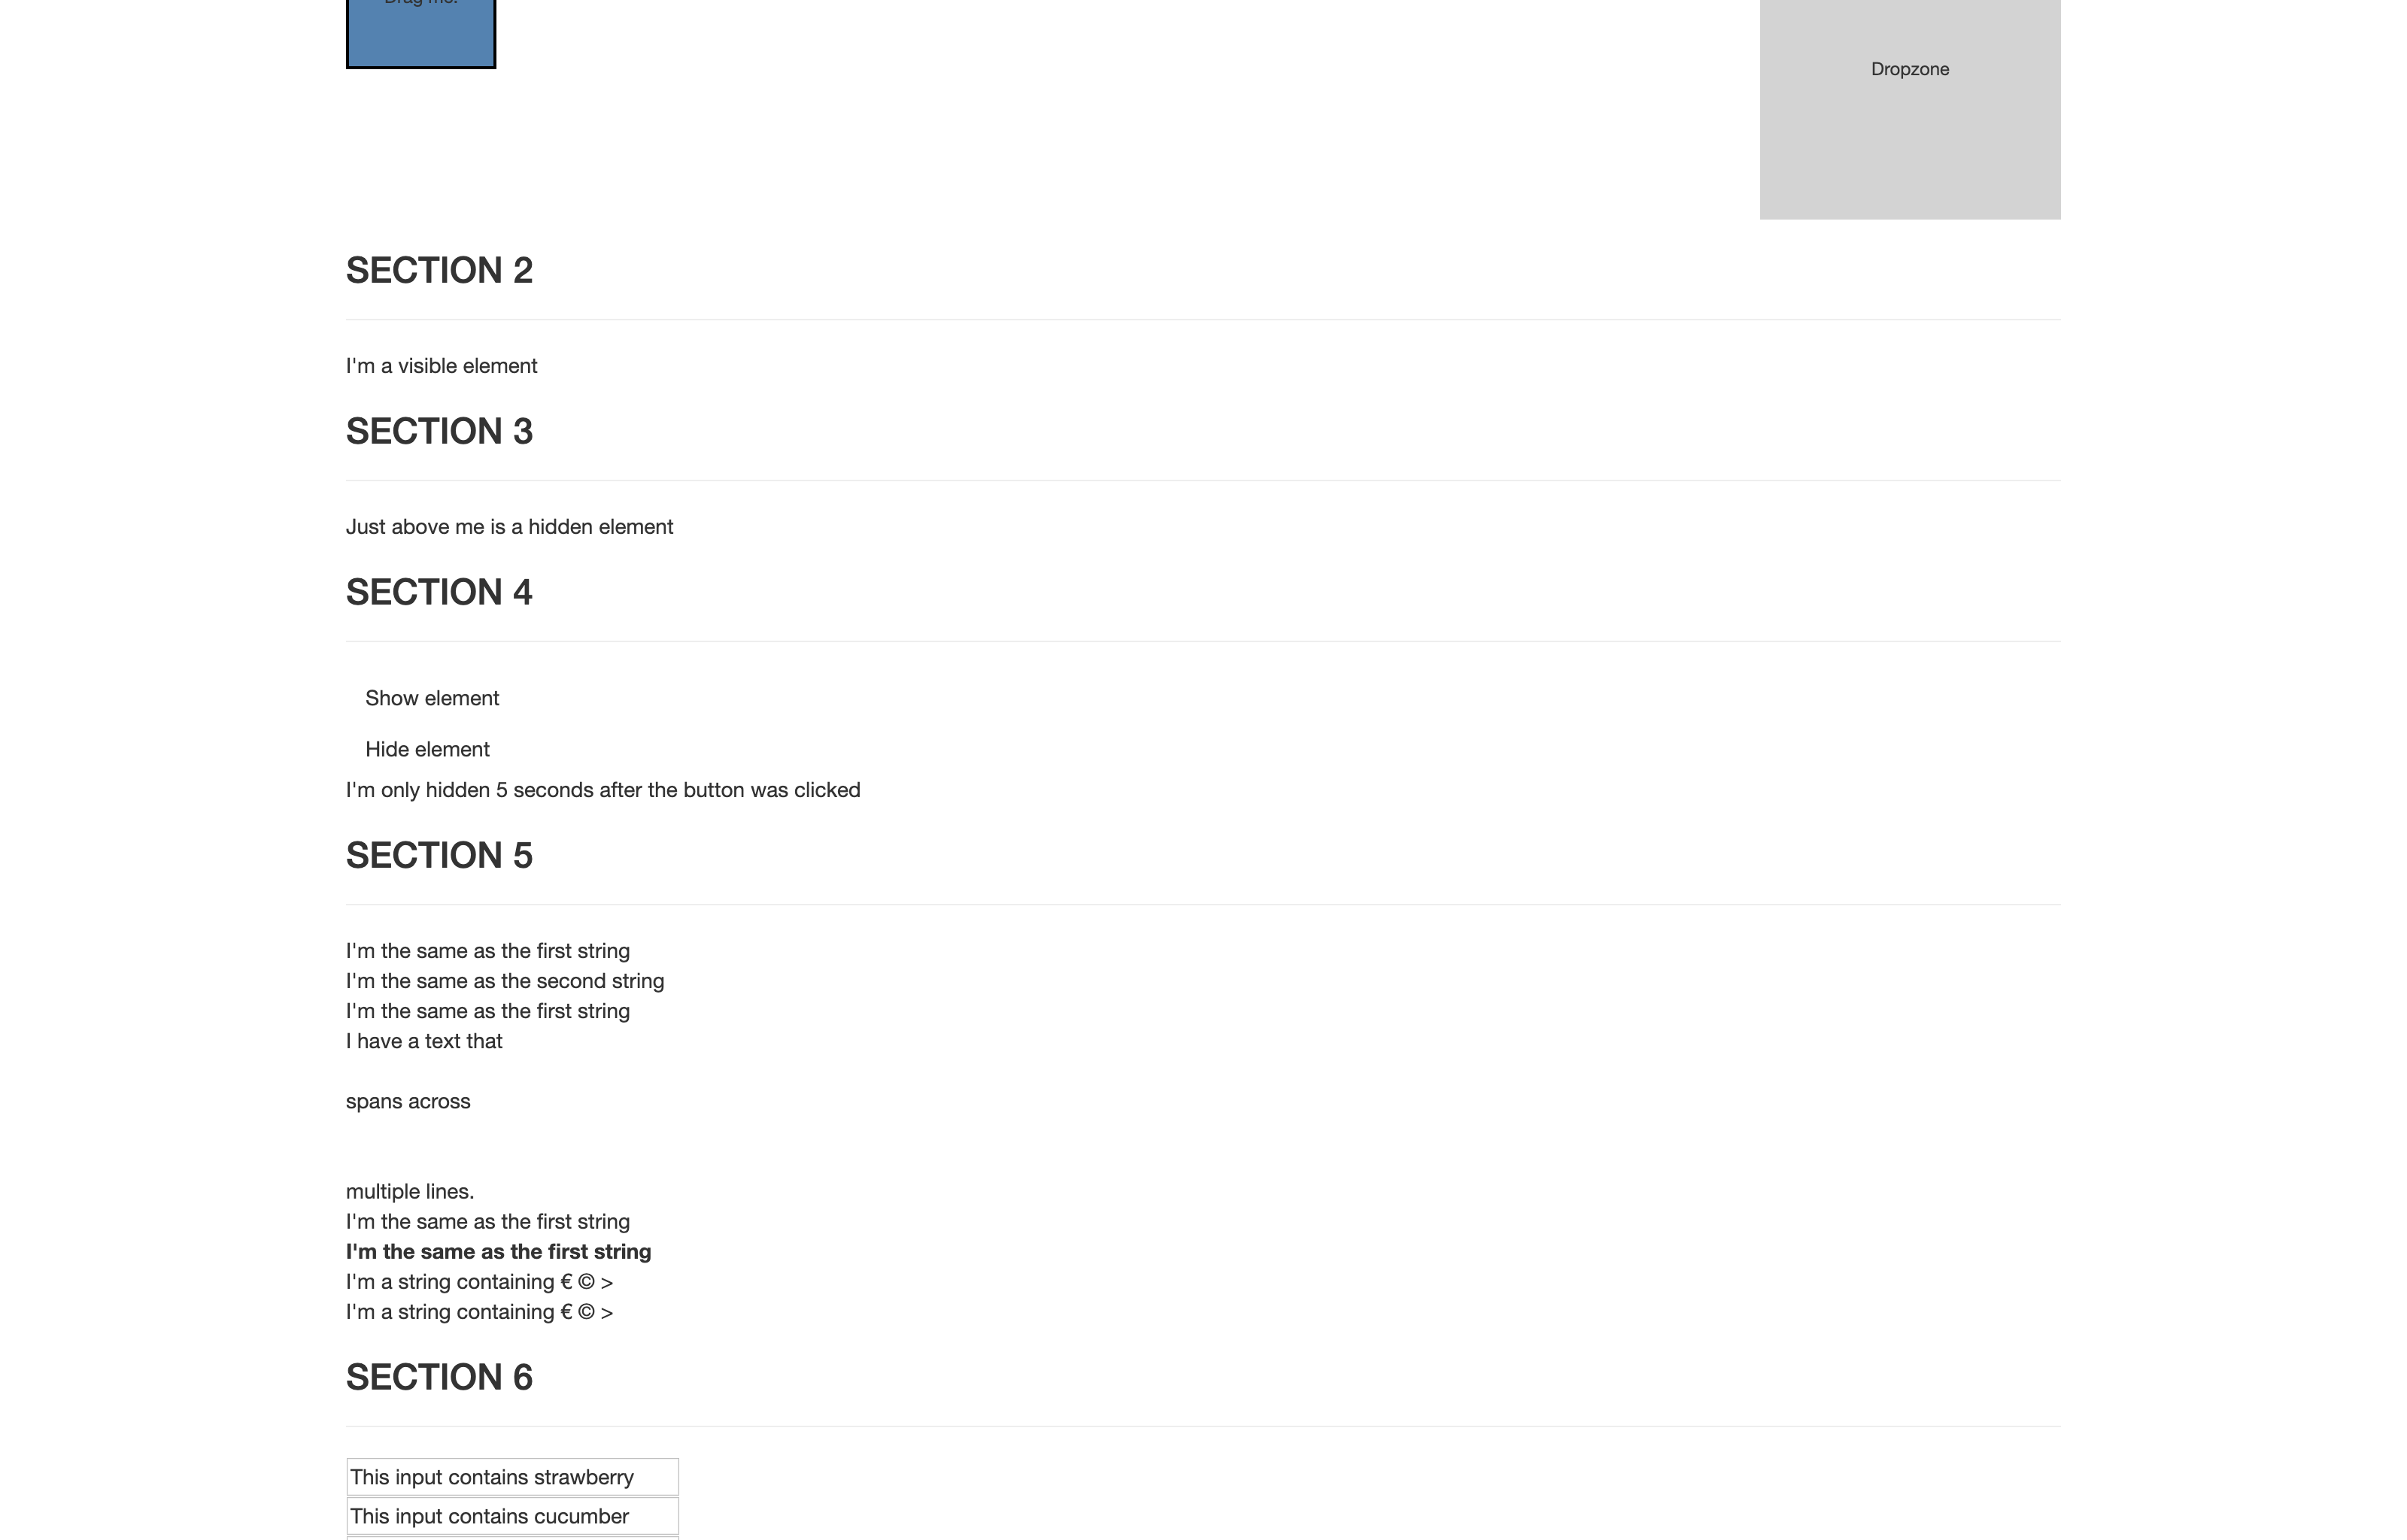 Drag me!
Dropzone
SECTION 2
I'm a visible element
SECTION 3
Just above me is a hidden element
SECTION 4
Show element
Hide element
I'm only hidden 5 seconds after the button was clicked
SECTION 5
I'm the same as the first string
I'm the same as the second string
I'm the same as the first string
I have a text that
spans across
multiple lines.
I'm the same as the first string
I'm the same as the first string
I'm a string containing € © >
I'm a string containing € © >
SECTION 6
This input contains strawberry
This input contains cucumber